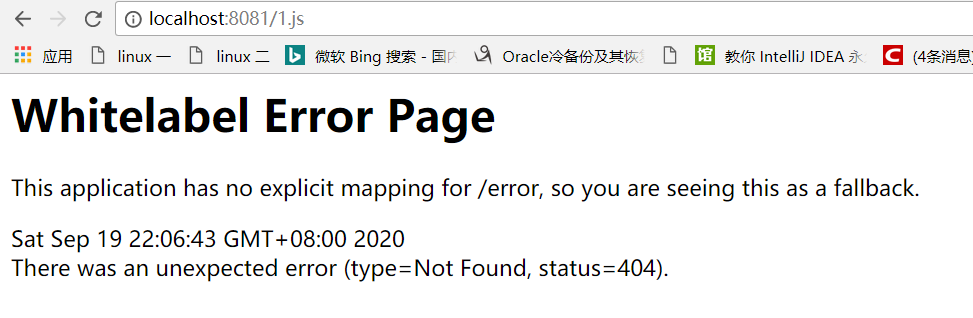 localhost:8081/1.js
应用 linux 一 linux 二 微软 Bing 搜索 - 国 Oracle冷备份及其恢 馆 教你 IntelliJ IDEA 永 C (4条消息)
Whitelabel Error Page
This application has no explicit mapping for /error, so you are seeing this as a fallback.
Sat Sep 19 22:06:43 GMT+08:00 2020
There was an unexpected error (type=Not Found, status=404).